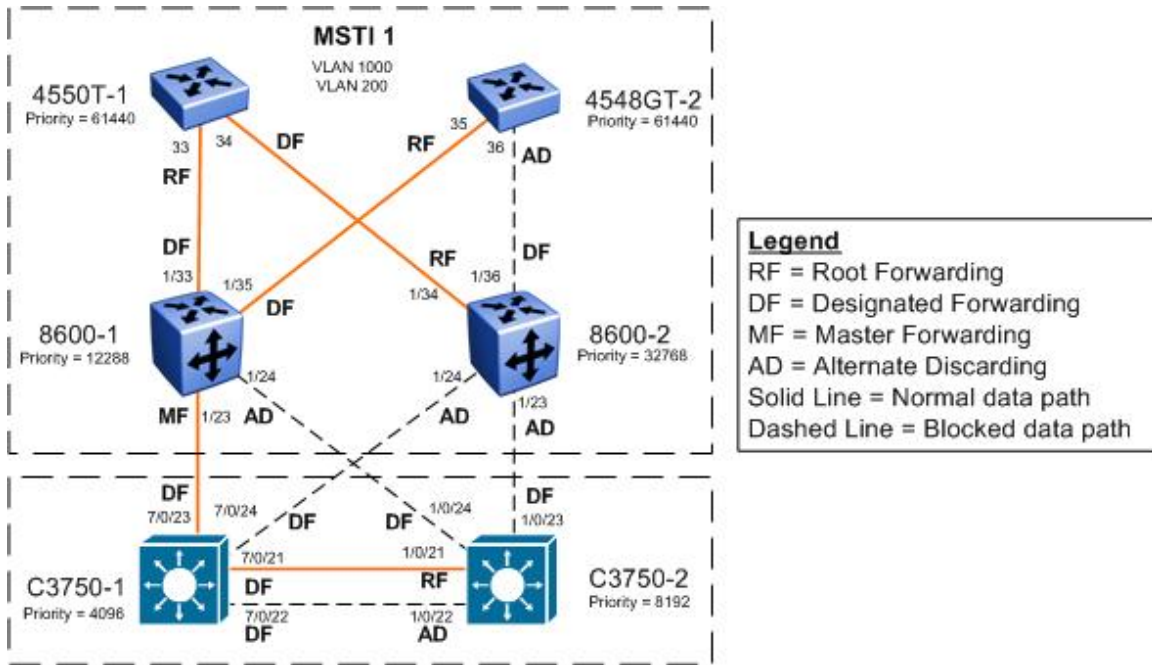 MSTI 1
VLAN 1000
VLAN 200
4550T-1
Priority = 61440
4548GT-2
Priority = 61440
33
34
DF
RF
35
RF
36
AD
DF
1/33
1/35
DF
RF
1/34
1/36
DF
8600-1
Priority = 12288
8600-2
Priority = 32768
1/24
AD
MF
1/23
1/24
AD
1/23
AD
DF
7/0/23
7/0/24
DF
DF
1/0/24
DF
1/0/23
C3750-1
Priority = 4096
7/0/21
DF
1/0/21
RF
7/0/22
DF
1/0/22
AD
C3750-2
Priority = 8192
Legend
RF = Root Forwarding
DF = Designated Forwarding
MF = Master Forwarding
AD = Alternate Discarding
Solid Line = Normal data path
Dashed Line = Blocked data path